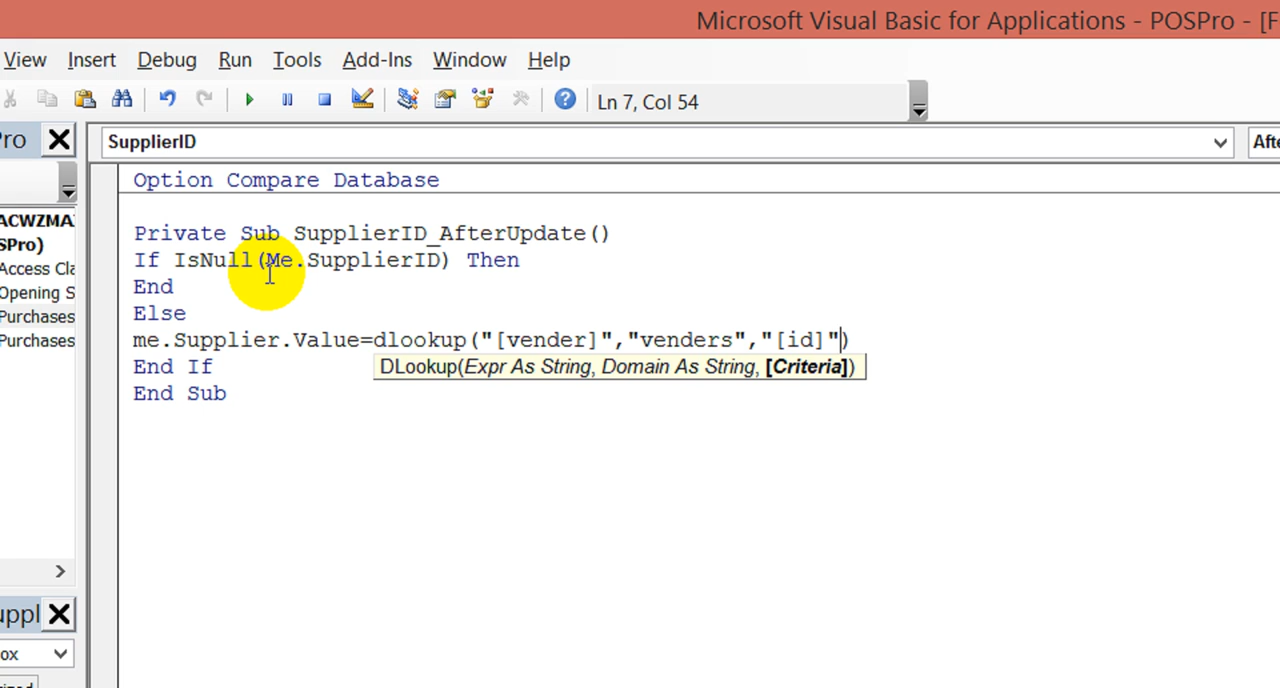 Microsoft Visual Basic for Applications - POSPro - [F
View Insert Debug Run Tools Add-Ins Window Help
Ln 7, Col 54
Pro
SupplierID
Afte
Option Compare Database
ACWZMA
SPro)
Access Cla
Opening S
Purchases
Purchases
Private Sub SupplierID_AfterUpdate()
If IsNull(Me.SupplierID) Then
End
Else
me.Supplier.Value=dlookup("[vender]","venders","[id]")
End If
DLookup(Expr As String, Domain As String, [Criteria])
End Sub
uppl
ox